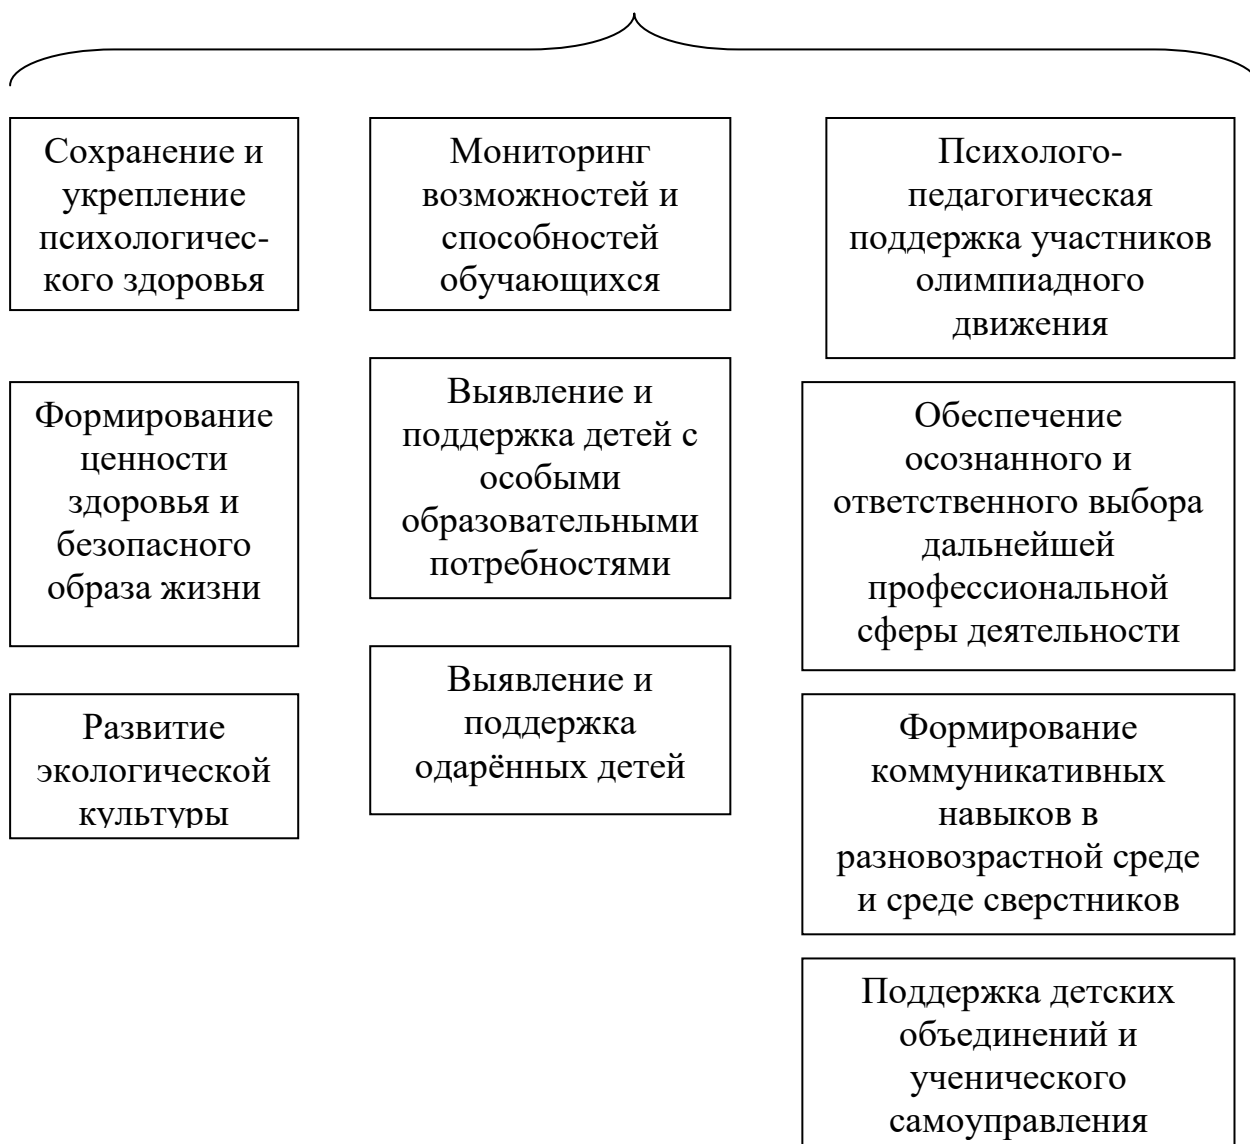 Сохранение и
укрепление
психологичес-
кого здоровья
Формирование
ценности
здоровья и
безопасного
образа жизни
Развитие
экологической
культуры
Мониторинг
возможностей и
способностей
обучающихся
Выявление и
поддержка детей с
особыми
образовательными
потребностями
Выявление и
поддержка
одарённых детей
Психолого-
педагогическая
поддержка участников
олимпиадного
движения
Обеспечение
осознанного и
ответственного выбора
дальнейшей
профессиональной
сферы деятельности
Формирование
коммуникативных
навыков в
разновозрастной среде
и среде сверстников
Поддержка детских
объединений и
ученического
самоуправления